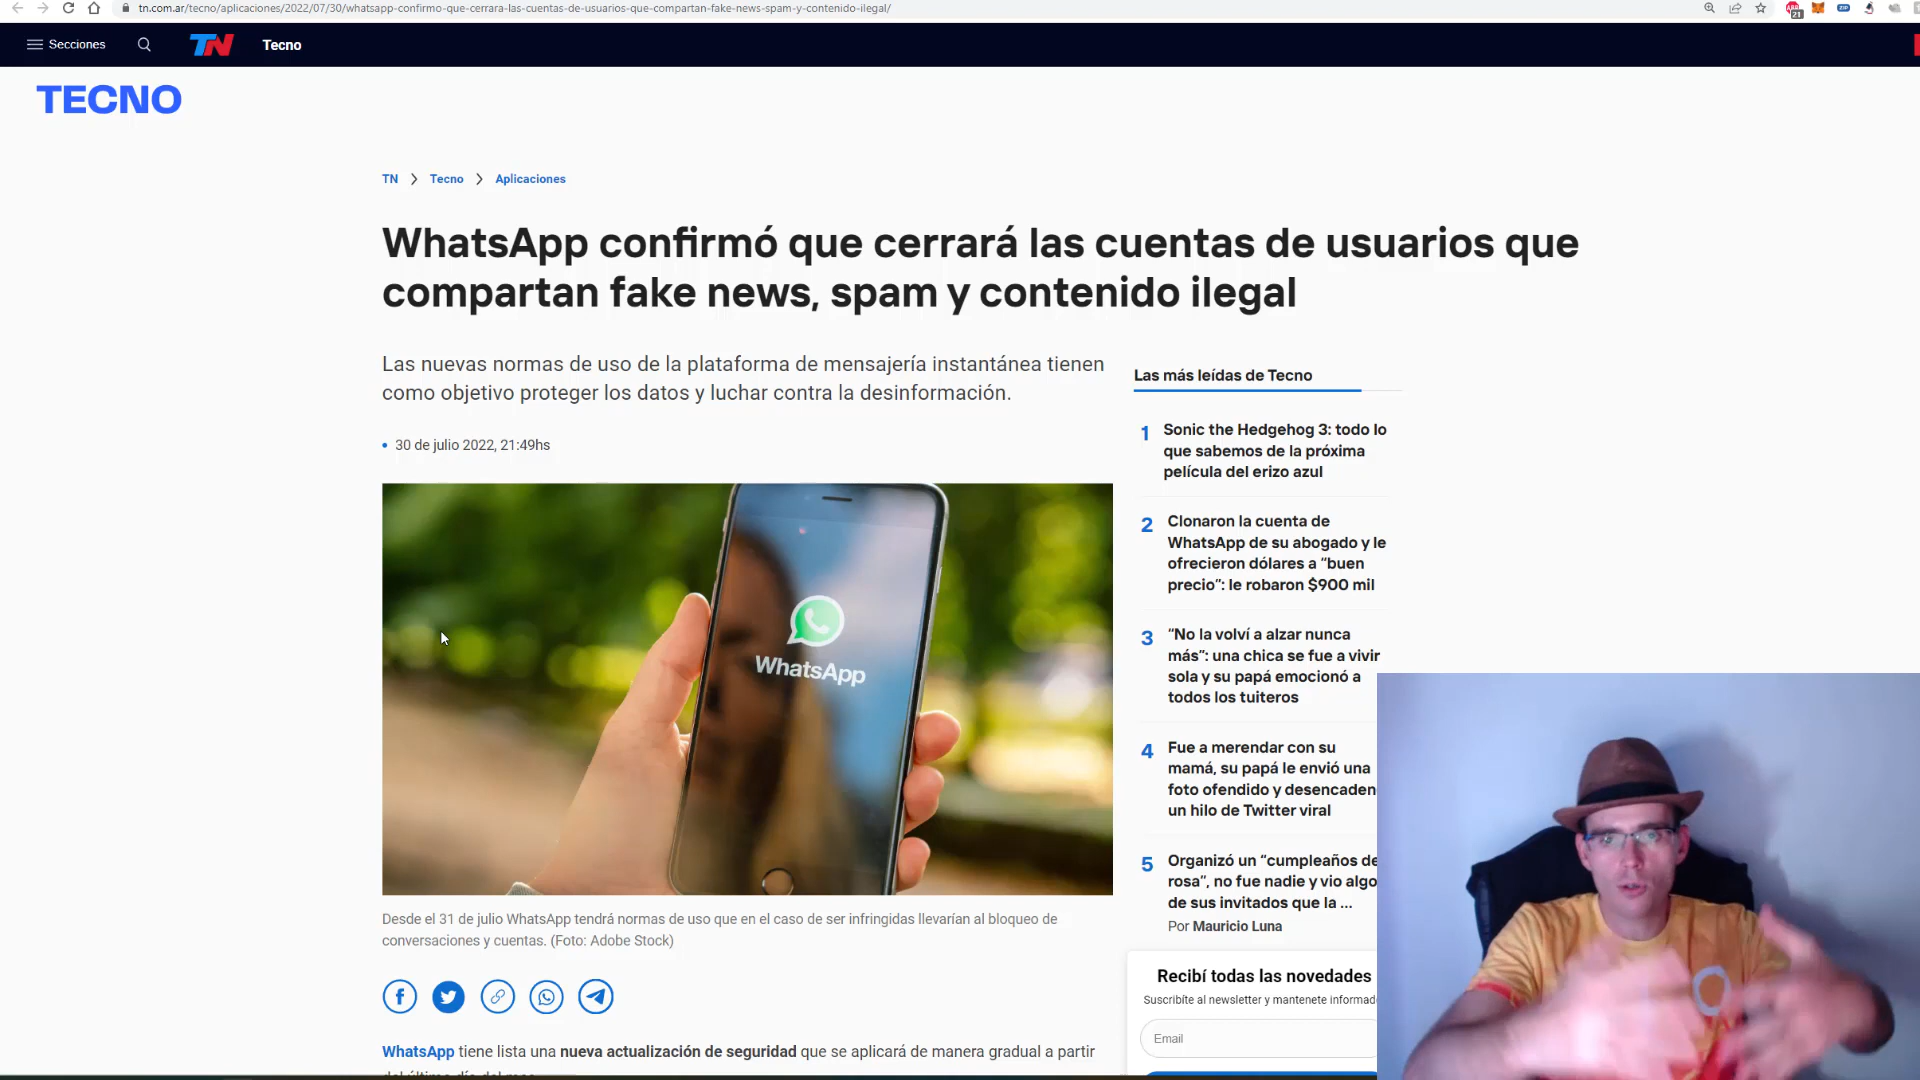 tn.com.ar/tecno/aplicaciones/2022/07/30/whatsapp-confirmo-que-cerrara-las-cuentas-de-usuarios-que-compartan-fake-news-spam-y-contenido-ilegal/
21
ZIP
Secciones
TN
Tecno
TECNO
TN > Tecno > Aplicaciones
WhatsApp confirmó que cerrará las cuentas de usuarios que
compartan fake news, spam y contenido ilegal
Las nuevas normas de uso de la plataforma de mensajería instantánea tienen
como objetivo proteger los datos y luchar contra la desinformación.
• 30 de julio 2022, 21:49hs
WhatsApp
Desde el 31 de julio WhatsApp tendrá normas de uso que en el caso de ser infringidas llevarían al bloqueo de
conversaciones y cuentas. (Foto: Adobe Stock)
WhatsApp tiene lista una nueva actualización de seguridad que se aplicará de manera gradual a partir
Las más leídas de Tecno
1 Sonic the Hedgehog 3: todo lo
que sabemos de la próxima
película del erizo azul
2 Clonaron la cuenta de
WhatsApp de su abogado y le
ofrecieron dólares a “buen
precio”: le robaron $900 mil
3 “No la volví a alzar nunca
más”: una chica se fue a vivir
sola y su papá emocionó a
todos los tuiteros
4 Fue a merendar con su
mamá, su papá le envió una
foto ofendido y desencaden
un hilo de Twitter viral
5 Organizó un “cumpleaños de
rosa”, no fue nadie y vio algo
de sus invitados que la ...
Por Mauricio Luna
Recibí todas las novedades
Suscribíte al newsletter y mantenete informad
Email